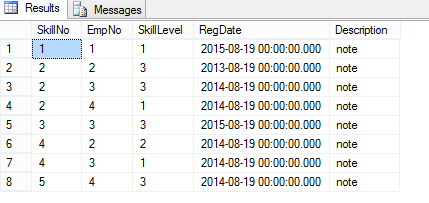 Results Messages
SkillNo EmpNo SkillLevel RegDate Description
1 1 1 1 2015-08-19 00:00:00.000 note
2 2 2 3 2013-08-19 00:00:00.000 note
3 2 3 3 2014-08-19 00:00:00.000 note
4 2 4 1 2014-08-19 00:00:00.000 note
5 3 3 3 2015-08-19 00:00:00.000 note
6 4 2 2 2014-08-19 00:00:00.000 note
7 4 3 1 2014-08-19 00:00:00.000 note
8 5 4 3 2014-08-19 00:00:00.000 note